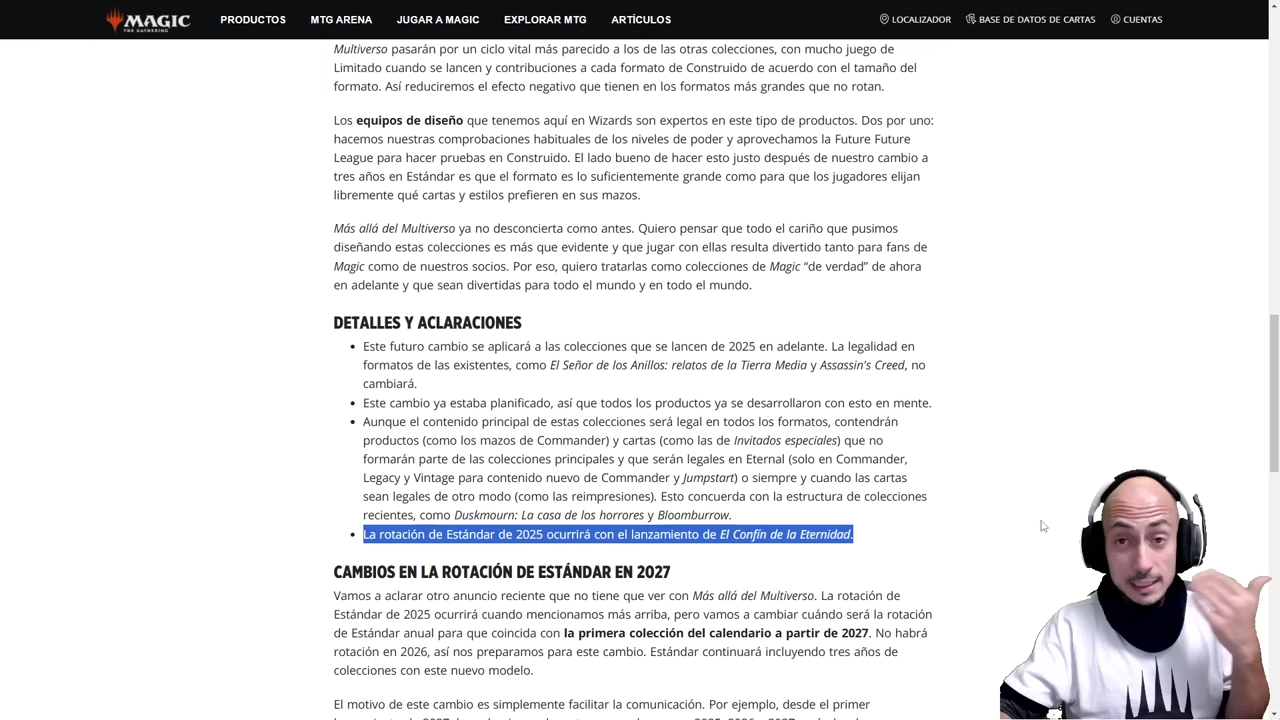 MAGIC
THE GATHERING
PRODUCTOS
MTG ARENA
JUGAR A MAGIC
EXPLORAR MTG
ARTÍCULOS
LOCALIZADOR
BASE DE DATOS DE CARTAS
CUENTAS
Multiverso pasarán por un ciclo vital más parecido a los de las otras colecciones, con mucho juego de
Limitado cuando se lancen y contribuciones a cada formato de Construido de acuerdo con el tamaño del
formato. Así reduciremos el efecto negativo que tienen en los formatos más grandes que no rotan.
Los equipos de diseño que tenemos aquí en Wizards son expertos en este tipo de productos. Dos por uno:
hacemos nuestras comprobaciones habituales de los niveles de poder y aprovechamos la Future Future
League para hacer pruebas en Construido. El lado bueno de hacer esto justo después de nuestro cambio a
tres años en Estándar es que el formato es lo suficientemente grande como para que los jugadores elijan
libremente qué cartas y estilos prefieren en sus mazos.
Más allá del Multiverso ya no desconcierta como antes. Quiero pensar que todo el cariño que pusimos
diseñando estas colecciones es más que evidente y que jugar con ellas resulta divertido tanto para fans de
Magic como de nuestros socios. Por eso, quiero tratarlas como colecciones de Magic “de verdad” de ahora
en adelante y que sean divertidas para todo el mundo y en todo el mundo.
DETALLES Y ACLARACIONES
• Este futuro cambio se aplicará a las colecciones que se lancen de 2025 en adelante. La legalidad en
formatos de las existentes, como El Señor de los Anillos: relatos de la Tierra Media y Assassin's Creed, no
cambiará.
• Este cambio ya estaba planificado, así que todos los productos ya se desarrollaron con esto en mente.
• Aunque el contenido principal de estas colecciones será legal en todos los formatos, contendrán
productos (como los mazos de Commander) y cartas (como las de Invitados especiales) que no
formarán parte de las colecciones principales y que serán legales en Eternal (solo en Commander,
Legacy y Vintage para contenido nuevo de Commander y Jumpstart) o siempre y cuando las cartas
sean legales de otro modo (como las reimpresiones). Esto concuerda con la estructura de colecciones
recientes, como Duskmourn: La casa de los horrores y Bloomburrow.
• La rotación de Estándar de 2025 ocurrirá con el lanzamiento de El Confín de la Eternidad.
CAMBIOS EN LA ROTACIÓN DE ESTÁNDAR EN 2027
Vamos a aclarar otro anuncio reciente que no tiene que ver con Más allá del Multiverso. La rotación de
Estándar de 2025 ocurrirá cuando mencionamos más arriba, pero vamos a cambiar cuándo será la rotación
de Estándar anual para que coincida con la primera colección del calendario a partir de 2027. No habrá
rotación en 2026, así nos preparamos para este cambio. Estándar continuará incluyendo tres años de
colecciones con este nuevo modelo.
El motivo de este cambio es simplemente facilitar la comunicación. Por ejemplo, desde el primer